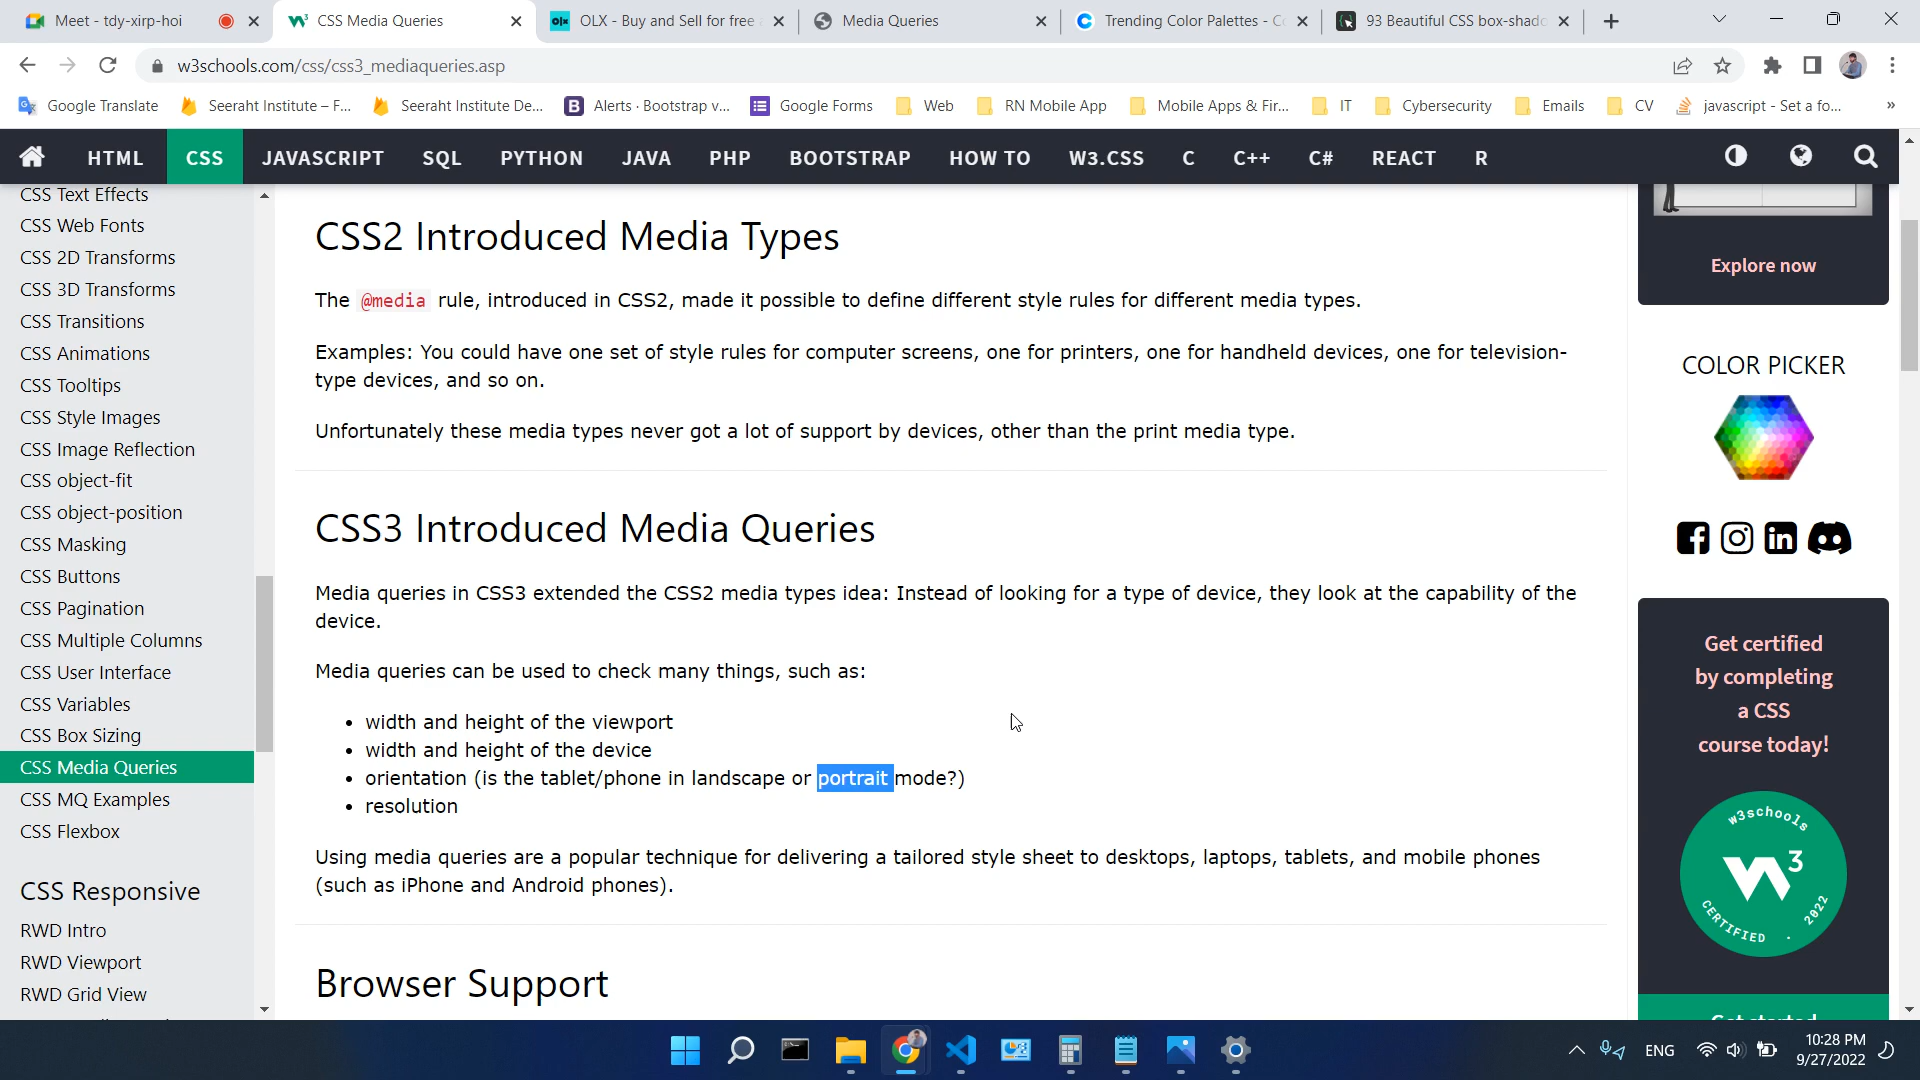 Meet - tdy-xirp-hoi
CSS Media Queries
OLX - Buy and Sell for free
Media Queries
Trending Color Palettes - C
93 Beautiful CSS box-shado
w3schools.com/css/css3_mediaqueries.asp
Google Translate
Seeraht Institute – F...
Seeraht Institute De...
Alerts · Bootstrap v...
Google Forms
Web
RN Mobile App
Mobile Apps & Fir...
IT
Cybersecurity
Emails
CV
javascript - Set a fo...
HTML
CSS
JAVASCRIPT
SQL
PYTHON
JAVA
PHP
BOOTSTRAP
HOW TO
W3.CSS
C
C++
C#
REACT
R
CSS Text Effects
CSS Web Fonts
CSS 2D Transforms
CSS 3D Transforms
CSS Transitions
CSS Animations
CSS Tooltips
CSS Style Images
CSS Image Reflection
CSS object-fit
CSS object-position
CSS Masking
CSS Buttons
CSS Pagination
CSS Multiple Columns
CSS User Interface
CSS Variables
CSS Box Sizing
CSS Media Queries
CSS MQ Examples
CSS Flexbox
CSS Responsive
RWD Intro
RWD Viewport
RWD Grid View
CSS2 Introduced Media Types
The @media rule, introduced in CSS2, made it possible to define different style rules for different media types.
Examples: You could have one set of style rules for computer screens, one for printers, one for handheld devices, one for television-
type devices, and so on.
Unfortunately these media types never got a lot of support by devices, other than the print media type.
CSS3 Introduced Media Queries
Media queries in CSS3 extended the CSS2 media types idea: Instead of looking for a type of device, they look at the capability of the
device.
Media queries can be used to check many things, such as:
• width and height of the viewport
• width and height of the device
• orientation (is the tablet/phone in landscape or portrait mode?)
• resolution
Using media queries are a popular technique for delivering a tailored style sheet to desktops, laptops, tablets, and mobile phones
(such as iPhone and Android phones).
Browser Support
Explore now
COLOR PICKER
Get certified
by completing
a CSS
course today!
w3schools
W3
CERTIFIED · 2022
Get started
ENG
10:28 PM
9/27/2022